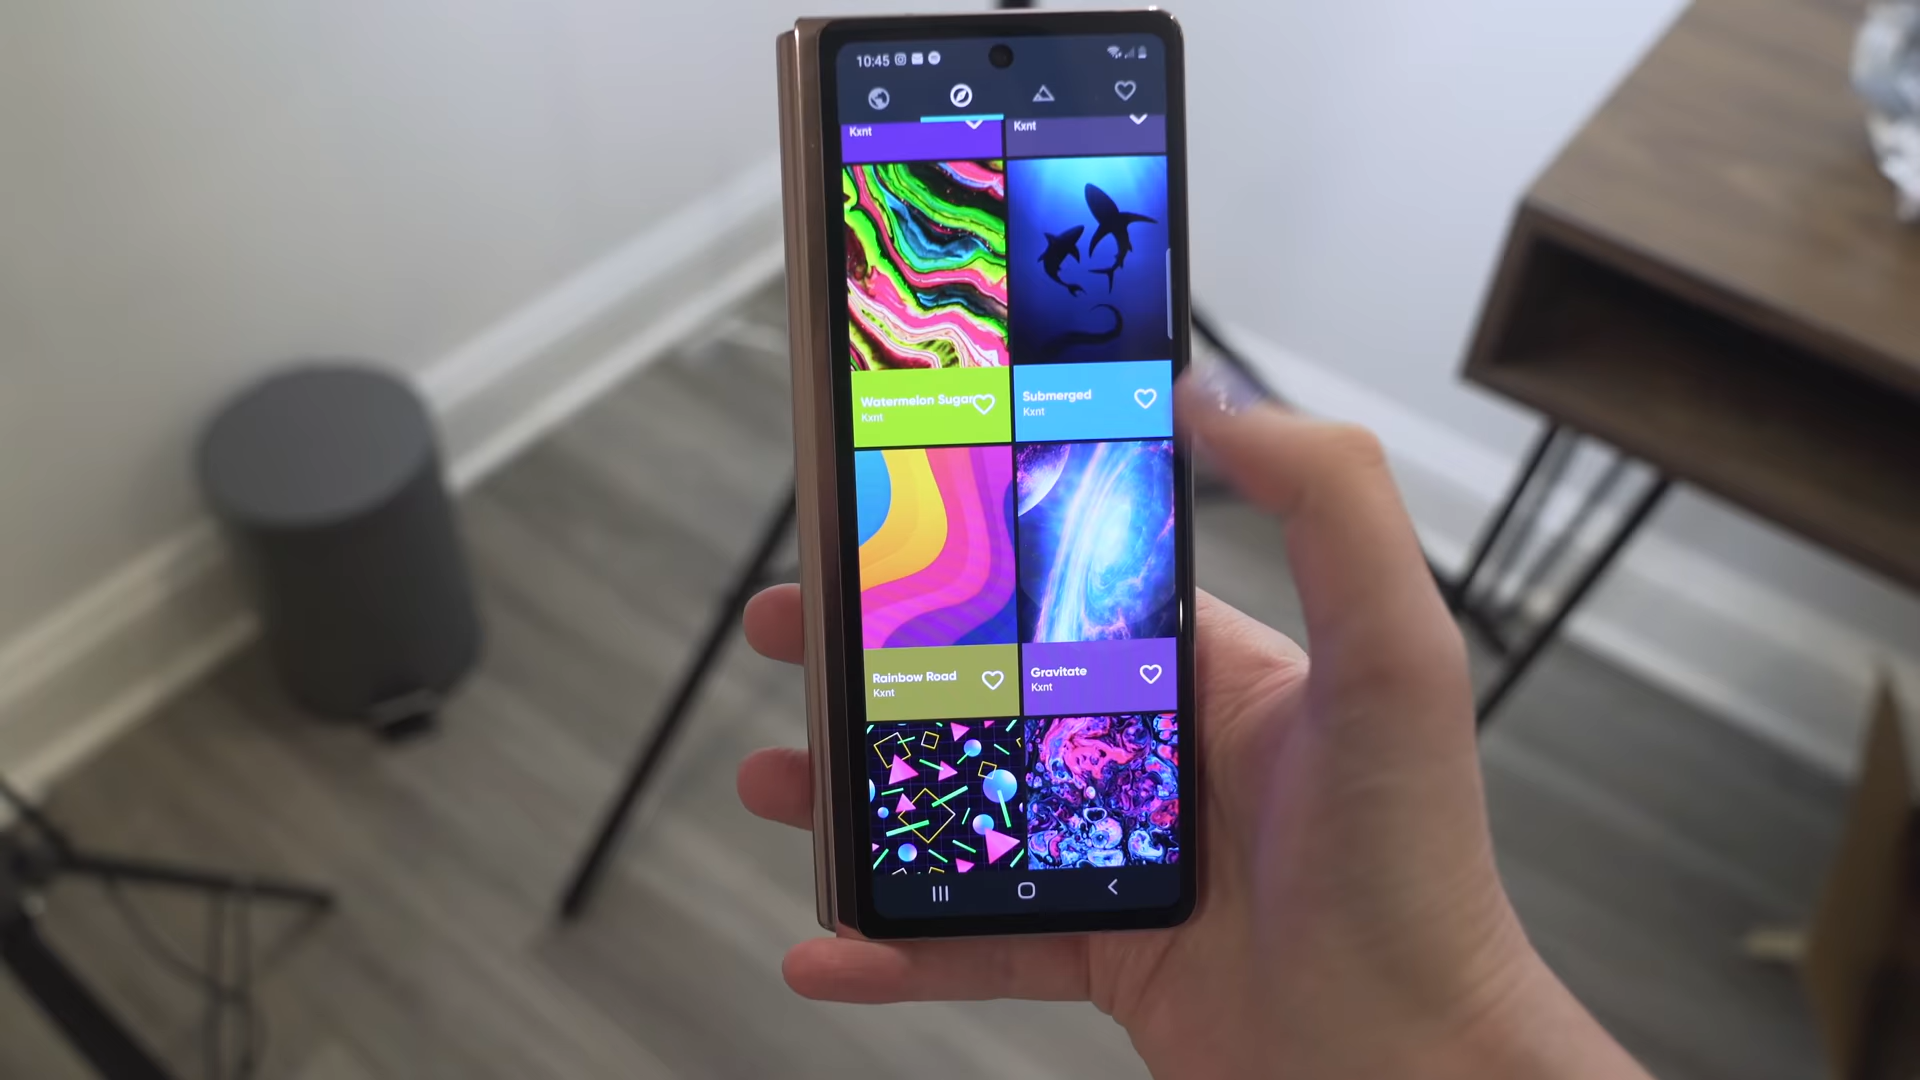 10:45
Kxnt
Kxnt
Watermelon Sugar
Kxnt
Submerged
Kxnt
Rainbow Road
Kxnt
Gravitate
Kxnt